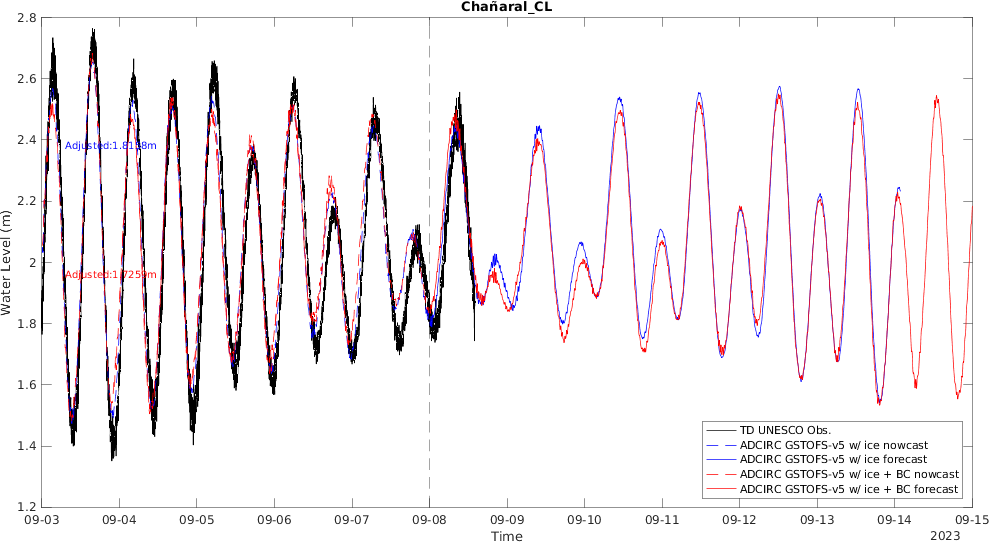 Chañaral_CL
2.8
2.6
2.4
2.2
2
1.8
1.6
1.4
1.2
Water Level (m)
Adjusted:1.8188m
Adjusted:1.7259m
TD UNESCO Obs.
ADCIRC GSTOFS-v5 w/ ice nowcast
ADCIRC GSTOFS-v5 w/ ice forecast
ADCIRC GSTOFS-v5 w/ ice + BC nowcast
ADCIRC GSTOFS-v5 w/ ice + BC forecast
09-03 09-04 09-05 09-06 09-07 09-08 09-09 09-10 09-11 09-12 09-13 09-14 09-15
Time
2023